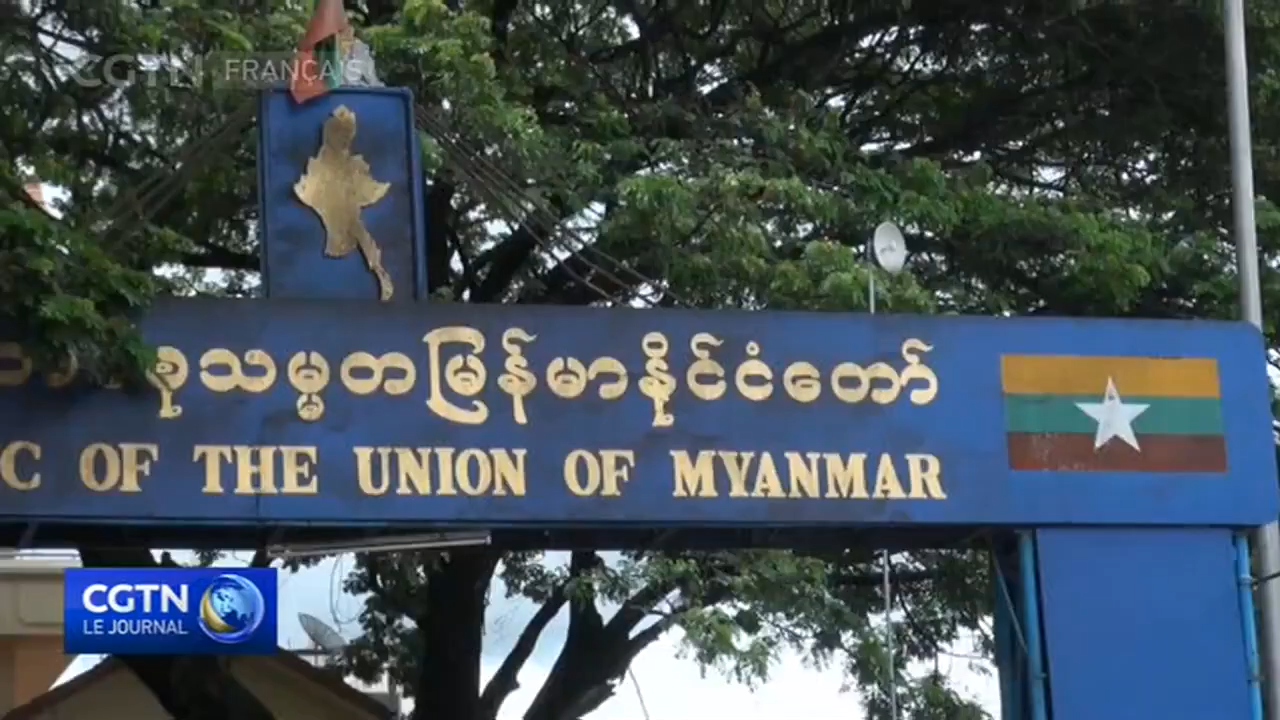 CGTN FRANÇAIS
သမ္မတမြန်မာနိုင်ငံတော်
C OF THE UNION OF MYANMAR
CGTN
LE JOURNAL